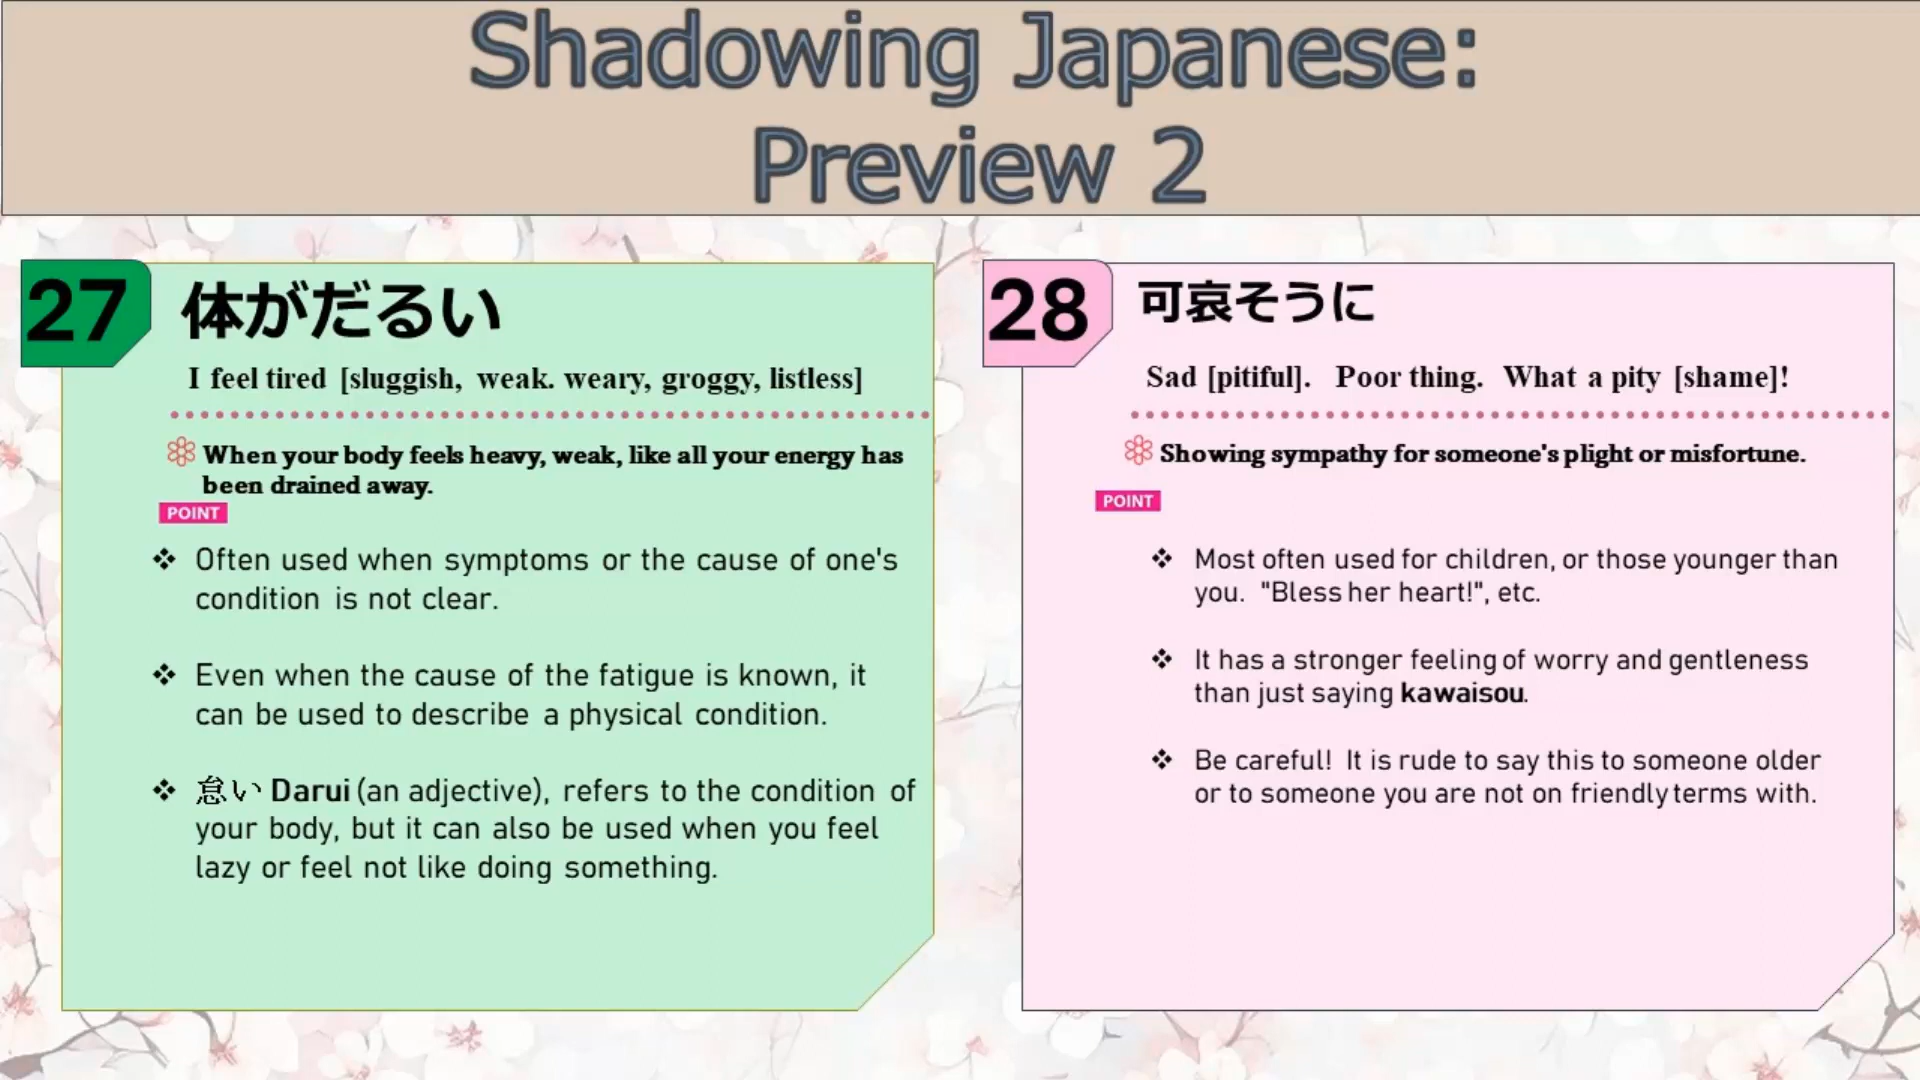 Shadowing Japanese:
Preview 2
27
体がだるい
I feel tired [sluggish, weak. weary, groggy, listless]
When your body feels heavy, weak, like all your energy has
been drained away.
POINT
❖ Often used when symptoms or the cause of one's
condition is not clear.
❖ Even when the cause of the fatigue is known, it
can be used to describe a physical condition.
❖ 怠い Darui (an adjective), refers to the condition of
your body, but it can also be used when you feel
lazy or feel not like doing something.
28
可哀そうに
Sad [pitiful]. Poor thing. What a pity [shame]!
Showing sympathy for someone's plight or misfortune.
POINT
❖ Most often used for children, or those younger than
you. "Bless her heart!", etc.
❖ It has a stronger feeling of worry and gentleness
than just saying kawaisou.
❖ Be careful! It is rude to say this to someone older
or to someone you are not on friendly terms with.